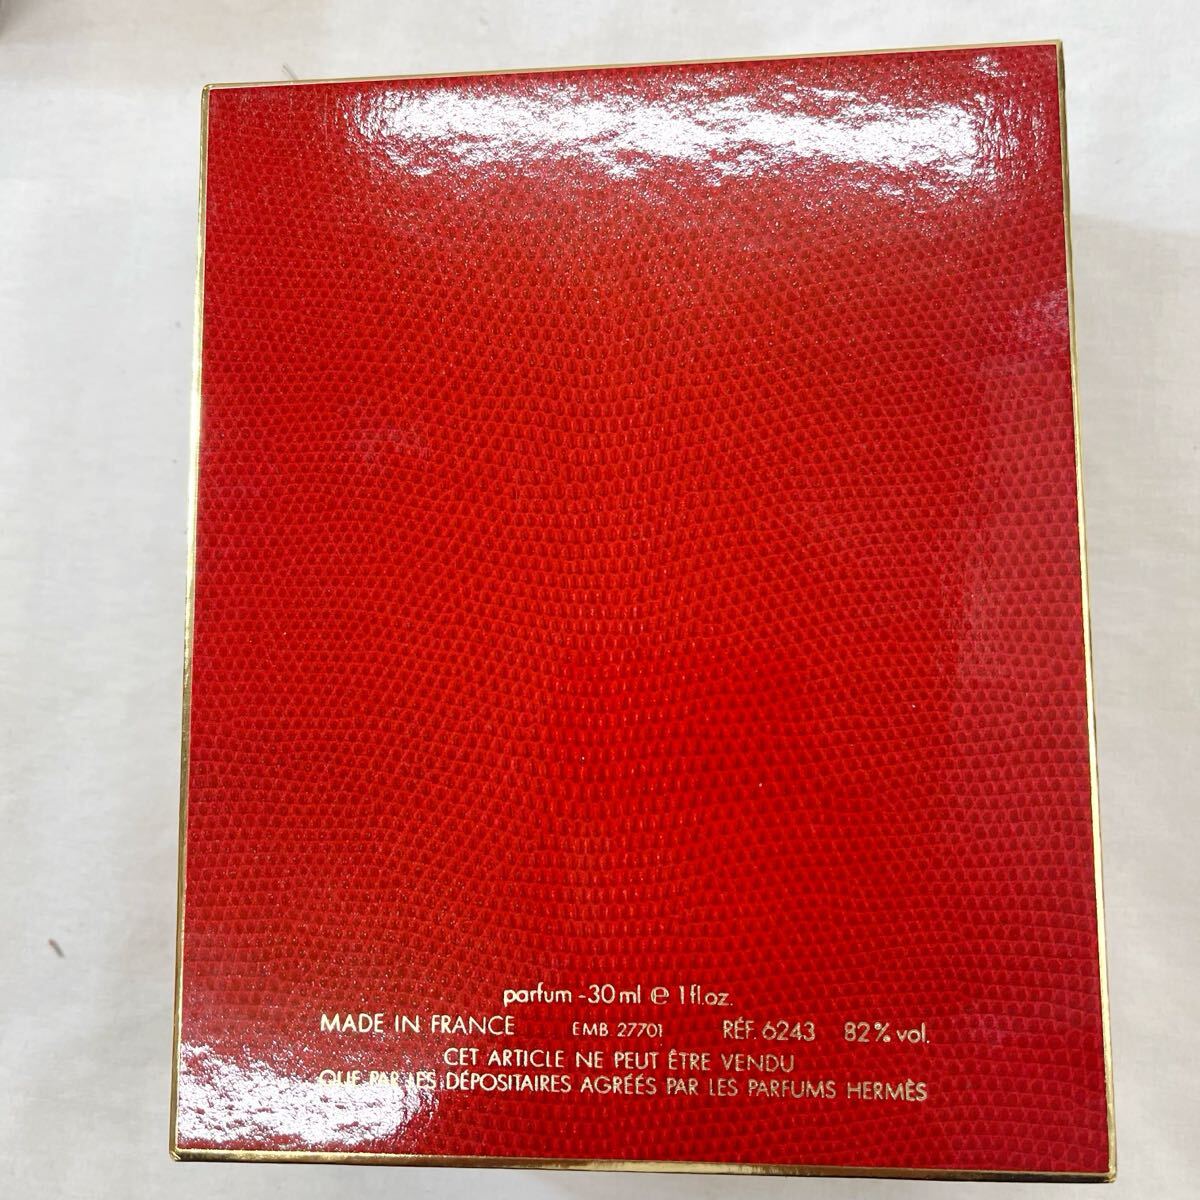 parfum - 30 ml ℮ 1 fl.oz.
MADE IN FRANCE EMB 27701 RÉF. 6243 82% vol.
CET ARTICLE NE PEUT ÊTRE VENDU
QUE PAR LES DÉPOSITAIRES AGRÉÉS PAR LES PARFUMS HERMÈS